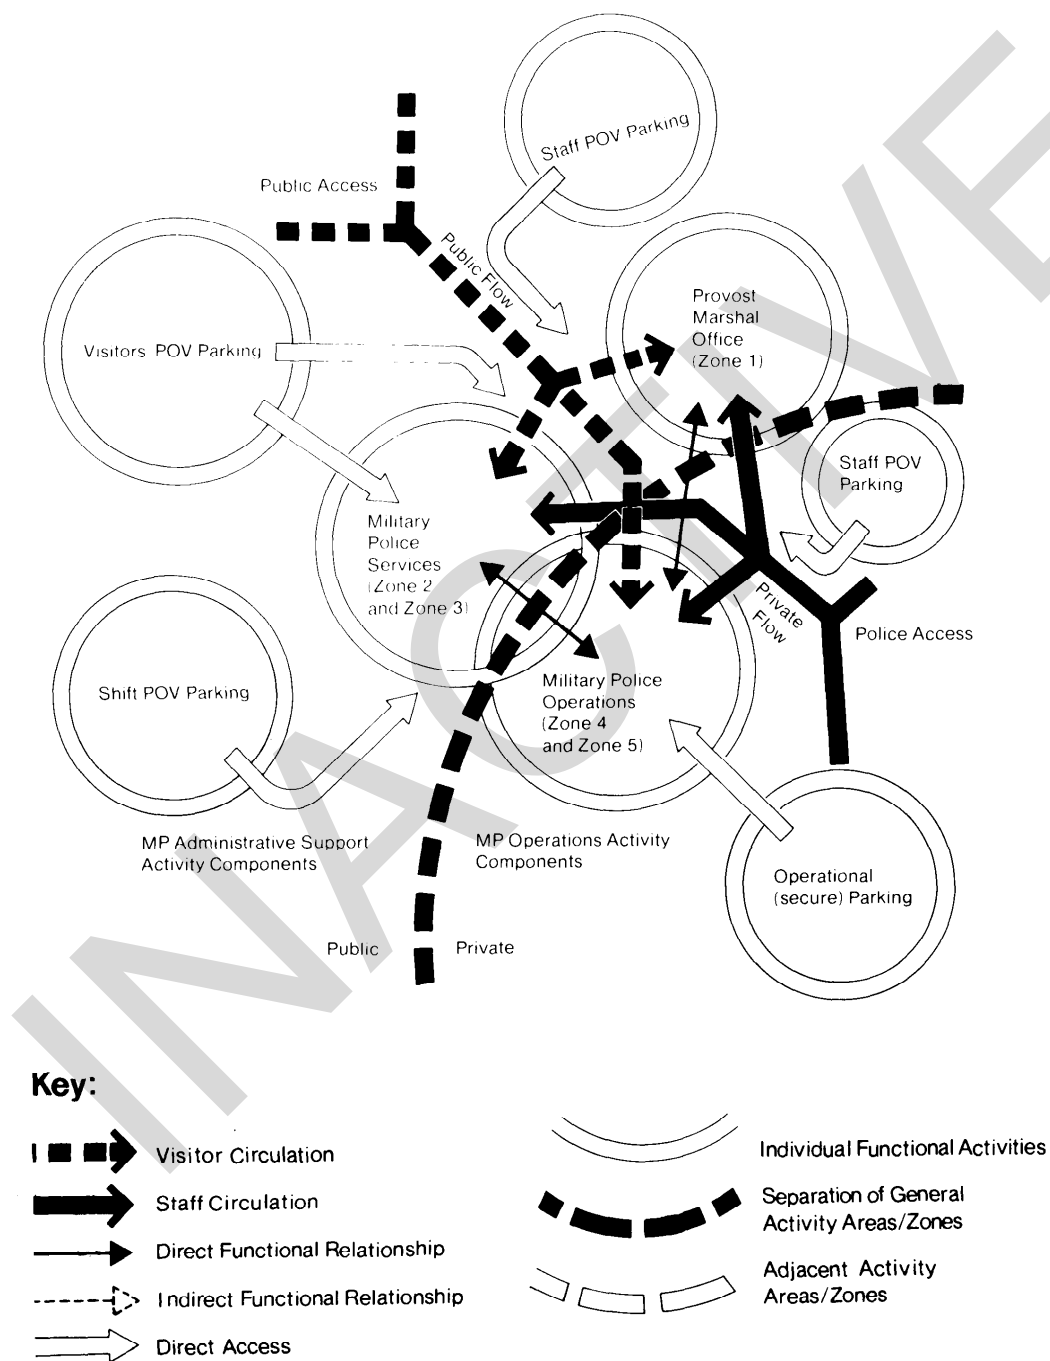 Staff POV Parking
Public Access
Public Flow
Provost
Marshal
Office
(Zone 1)
Visitors POV Parking
Staff POV
Parking
Military
Police
Services
(Zone 2
and Zone 3)
Private
Flow
Police Access
Shift POV Parking
Military Police
Operations
(Zone 4
and Zone 5)
MP Administrative Support
Activity Components
MP Operations Activity
Components
Operational
(secure) Parking
Public
Private
INACTIVE
Key:
Visitor Circulation
Staff Circulation
Direct Functional Relationship
Indirect Functional Relationship
Direct Access
Individual Functional Activities
Separation of General
Activity Areas/Zones
Adjacent Activity
Areas/Zones